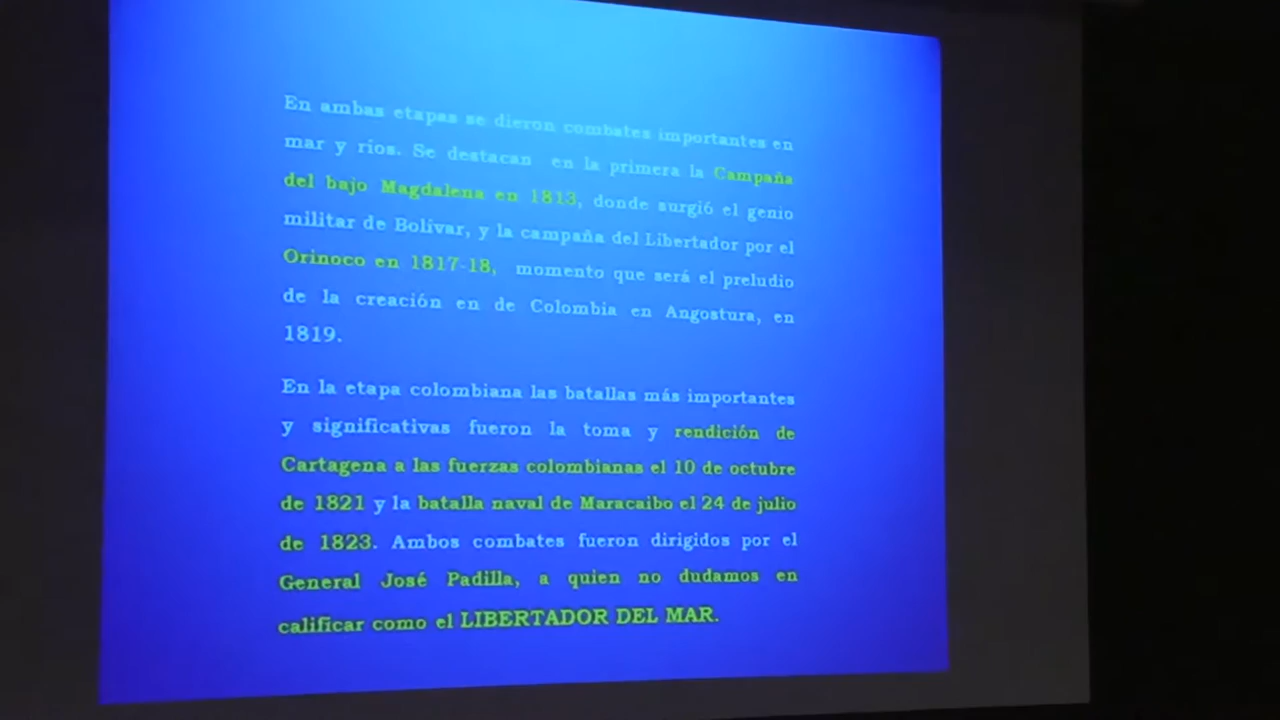 En ambas etapas se dieron combates importantes en
mar y rios. Se destacan en la primera la Campaña
del bajo Magdalena en 1813, donde surgió el genio
militar de Bolívar, y la campaña del Libertador por el
Orinoco en 1817-18, momento que será el preludio
de la creación en de Colombia en Angostura, en
1819.
En la etapa colombiana las batallas más importantes
y significativas fueron la toma y rendición de
Cartagena a las fuerzas colombianas el 10 de octubre
de 1821 y la batalla naval de Maracaibo el 24 de julio
de 1823. Ambos combates fueron dirigidos por el
General José Padilla, a quien no dudamos en
calificar como el LIBERTADOR DEL MAR.